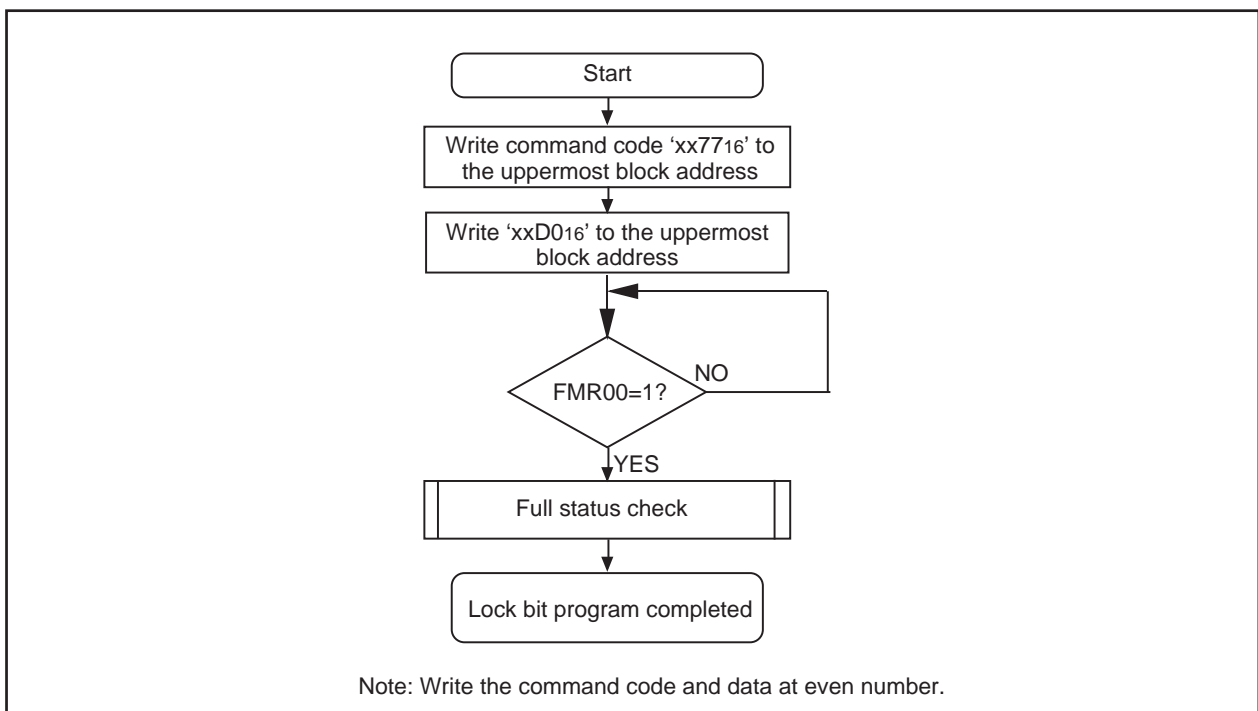 Start
Write command code ‘xx7716’ to
the uppermost block address
Write ‘xxD016’ to the uppermost
block address
FMR00=1?
NO
YES
Full status check
Lock bit program completed
Note: Write the command code and data at even number.